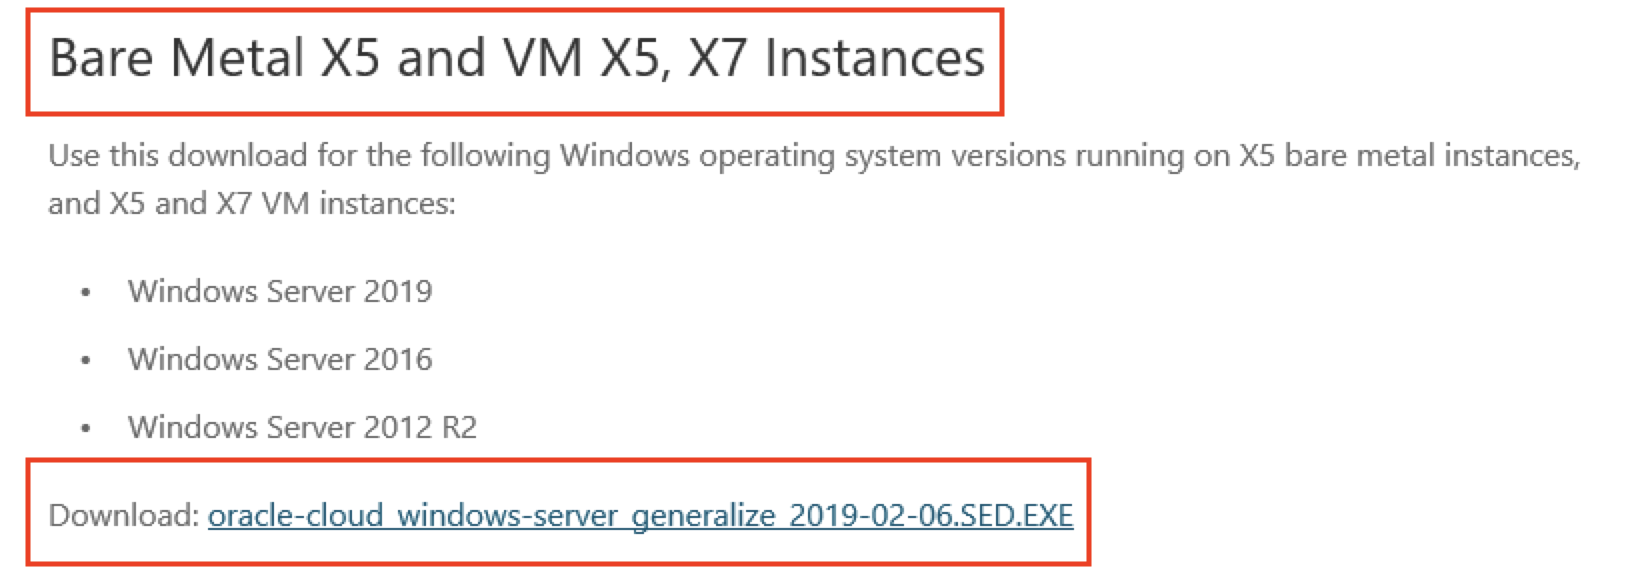 Bare Metal X5 and VM X5, X7 Instances
Use this download for the following Windows operating system versions running on X5 bare metal instances,
and X5 and X7 VM instances:
• Windows Server 2019
• Windows Server 2016
• Windows Server 2012 R2
Download: oracle-cloud_windows-server_generalize_2019-02-06.SED.EXE